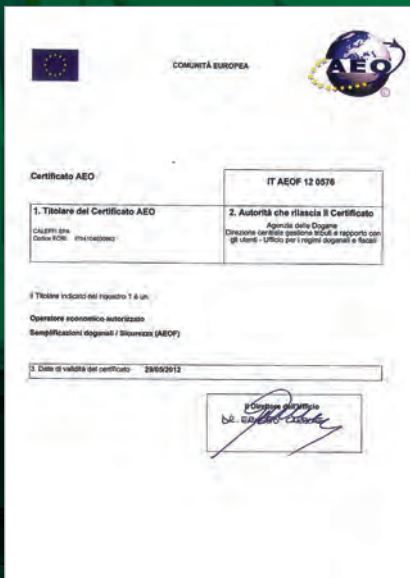 COMUNITÀ EUROPEA
AEO
Certificato AEO
IT AEOF 12 0576
1. Titolare del Certificato AEO
CALEFFI SPA
Codice EORI
2. Autorità che rilascia il Certificato
Agenzia delle Dogane
Direzione centrale gestione tributi e rapporto con
gli utenti - Ufficio per i regimi doganali e fiscali
Il Titolare indicato nel riquadro 1 è un
Operatore economico autorizzato
Semplificazioni doganali / Sicurezza (AEOF)
3. Data di validità del certificato 29/05/2012
Il Direttore dell'Ufficio